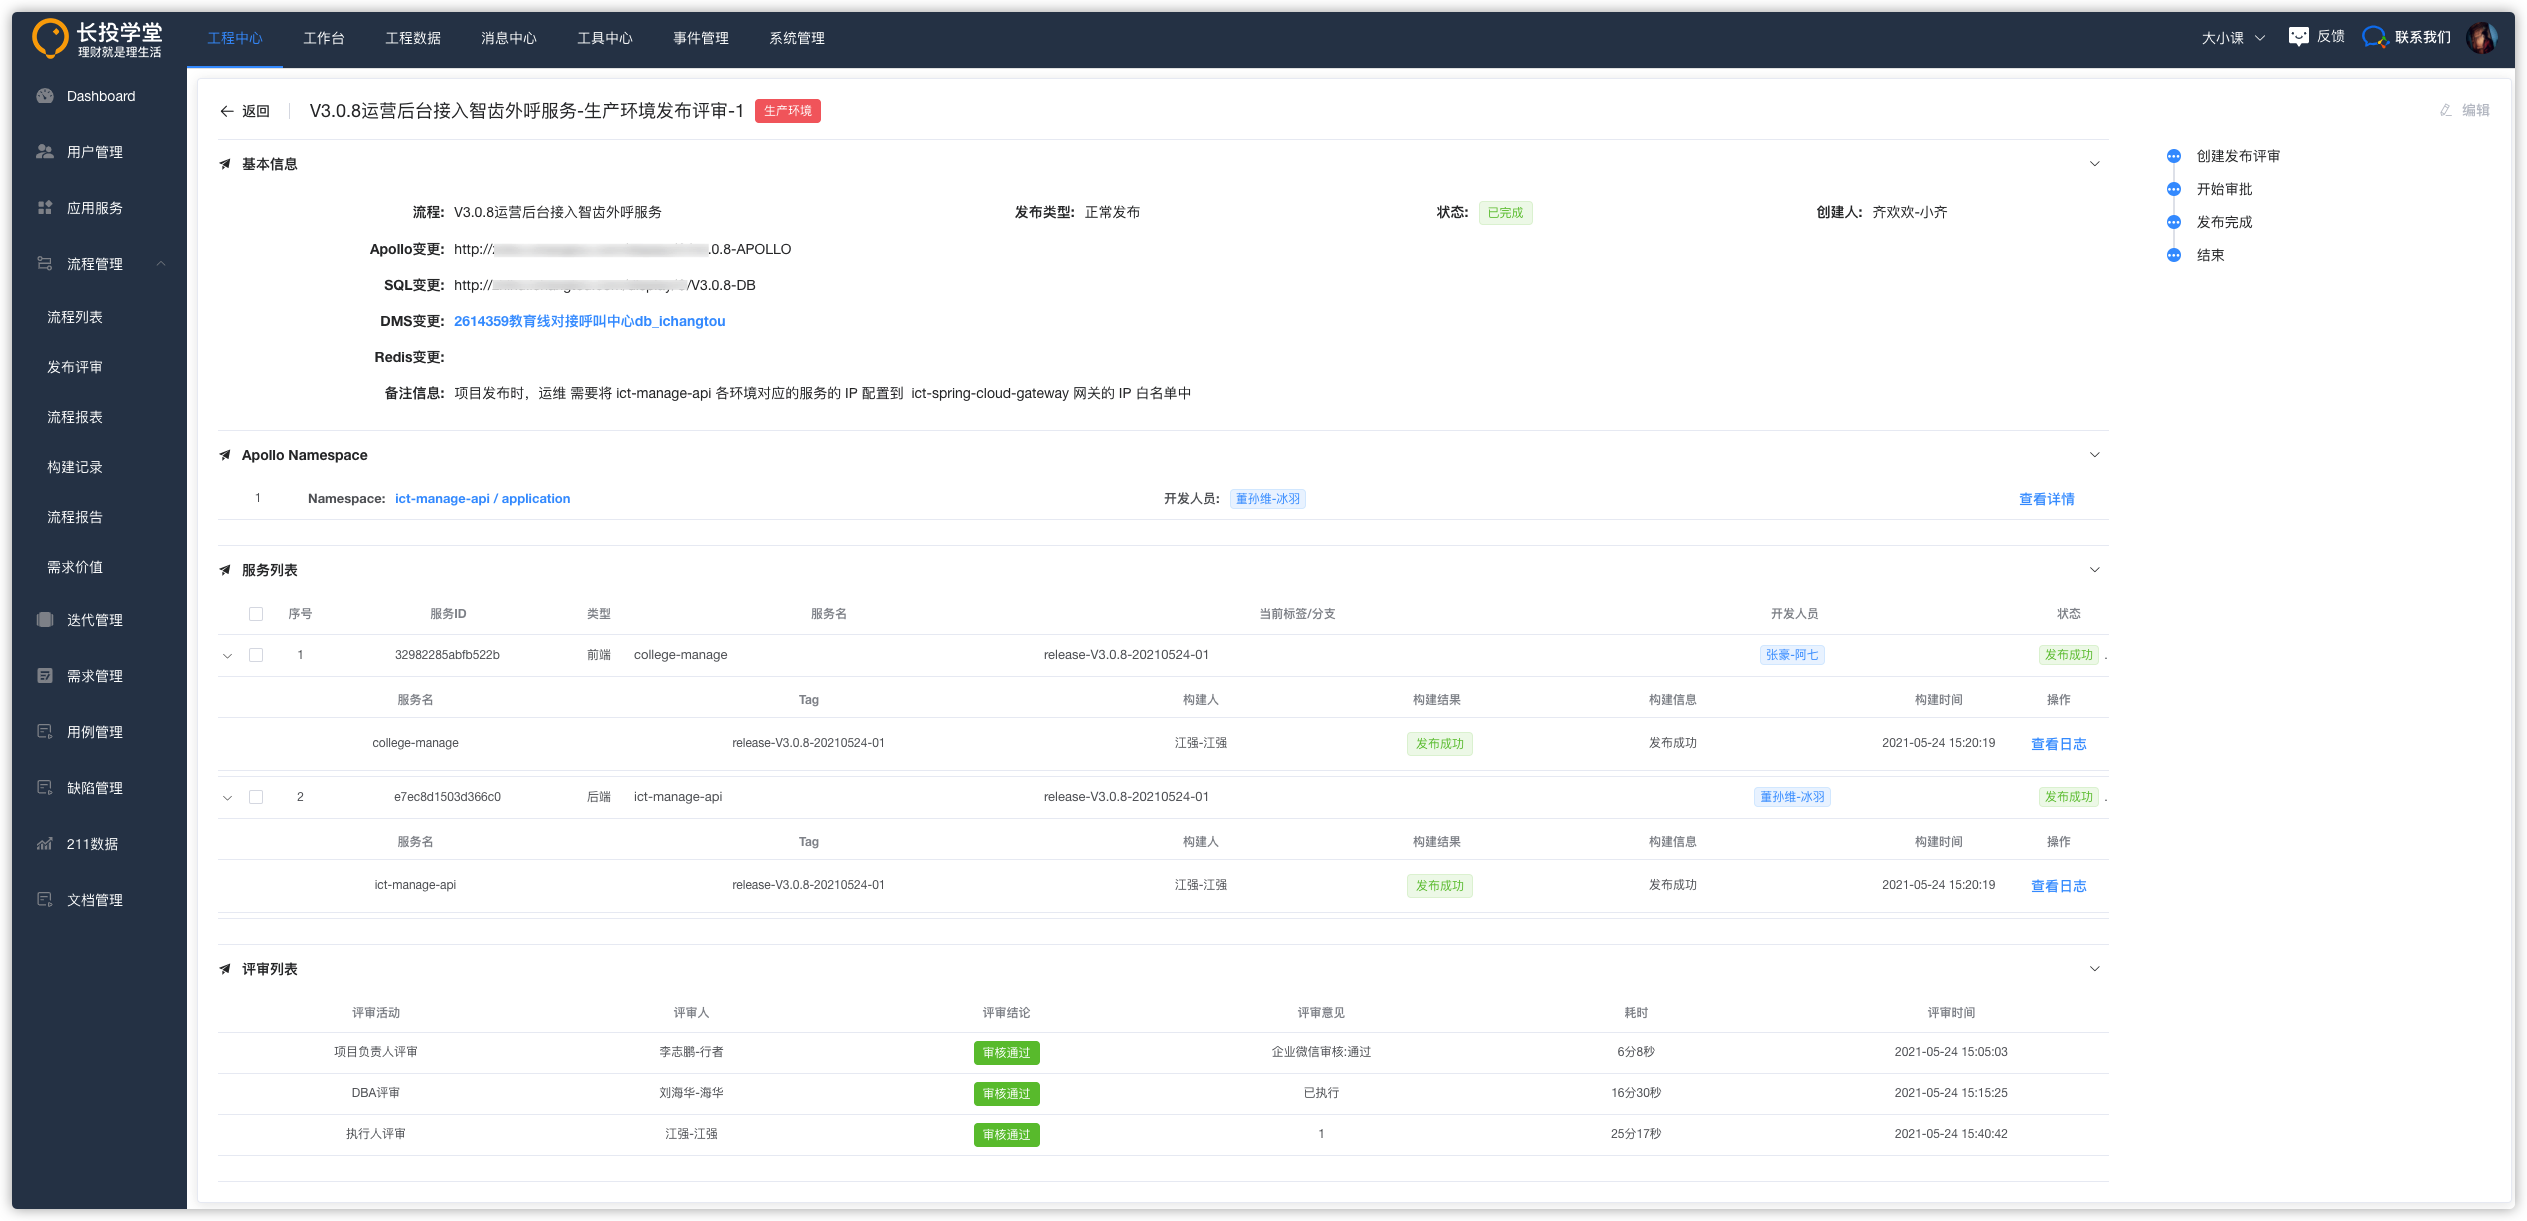 长投学堂
理财就是理生活
工程中心 工作台 工程数据 消息中心 工具中心 事件管理 系统管理
大小课 反馈 联系我们
Dashboard
用户管理
应用服务
流程管理
流程列表
发布评审
流程报表
构建记录
流程报告
需求价值
迭代管理
需求管理
用例管理
缺陷管理
211数据
文档管理
返回 V3.0.8运营后台接入智齿外呼服务-生产环境发布评审-1 生产环境
编辑
基本信息
流程: V3.0.8运营后台接入智齿外呼服务 发布类型: 正常发布 状态: 已完成 创建人: 齐欢欢-小齐
Apollo变更: http:// .0.8-APOLLO
SQL变更: http:// /V3.0.8-DB
DMS变更: 2614359教育线对接呼叫中心db_ichangtou
Redis变更:
备注信息: 项目发布时，运维 需要将 ict-manage-api 各环境对应的服务的 IP 配置到 ict-spring-cloud-gateway 网关的 IP 白名单中
创建发布评审
开始审批
发布完成
结束
Apollo Namespace
1 Namespace: ict-manage-api / application 开发人员: 董孙维-冰羽 查看详情
服务列表
序号 服务ID 类型 服务名 当前标签/分支 开发人员 状态
1 32982285abfb522b 前端 college-manage release-V3.0.8-20210524-01 张豪-阿七 发布成功 .
服务名 Tag 构建人 构建结果 构建信息 构建时间 操作
college-manage release-V3.0.8-20210524-01 江强-江强 发布成功 发布成功 2021-05-24 15:20:19 查看日志
2 e7ec8d1503d366c0 后端 ict-manage-api release-V3.0.8-20210524-01 董孙维-冰羽 发布成功 .
服务名 Tag 构建人 构建结果 构建信息 构建时间 操作
ict-manage-api release-V3.0.8-20210524-01 江强-江强 发布成功 发布成功 2021-05-24 15:20:19 查看日志
评审列表
评审活动 评审人 评审结论 评审意见 耗时 评审时间
项目负责人评审 李志鹏-行者 审核通过 企业微信审核:通过 6分8秒 2021-05-24 15:05:03
DBA评审 刘海华-海华 审核通过 已执行 16分30秒 2021-05-24 15:15:25
执行人评审 江强-江强 审核通过 1 25分17秒 2021-05-24 15:40:42